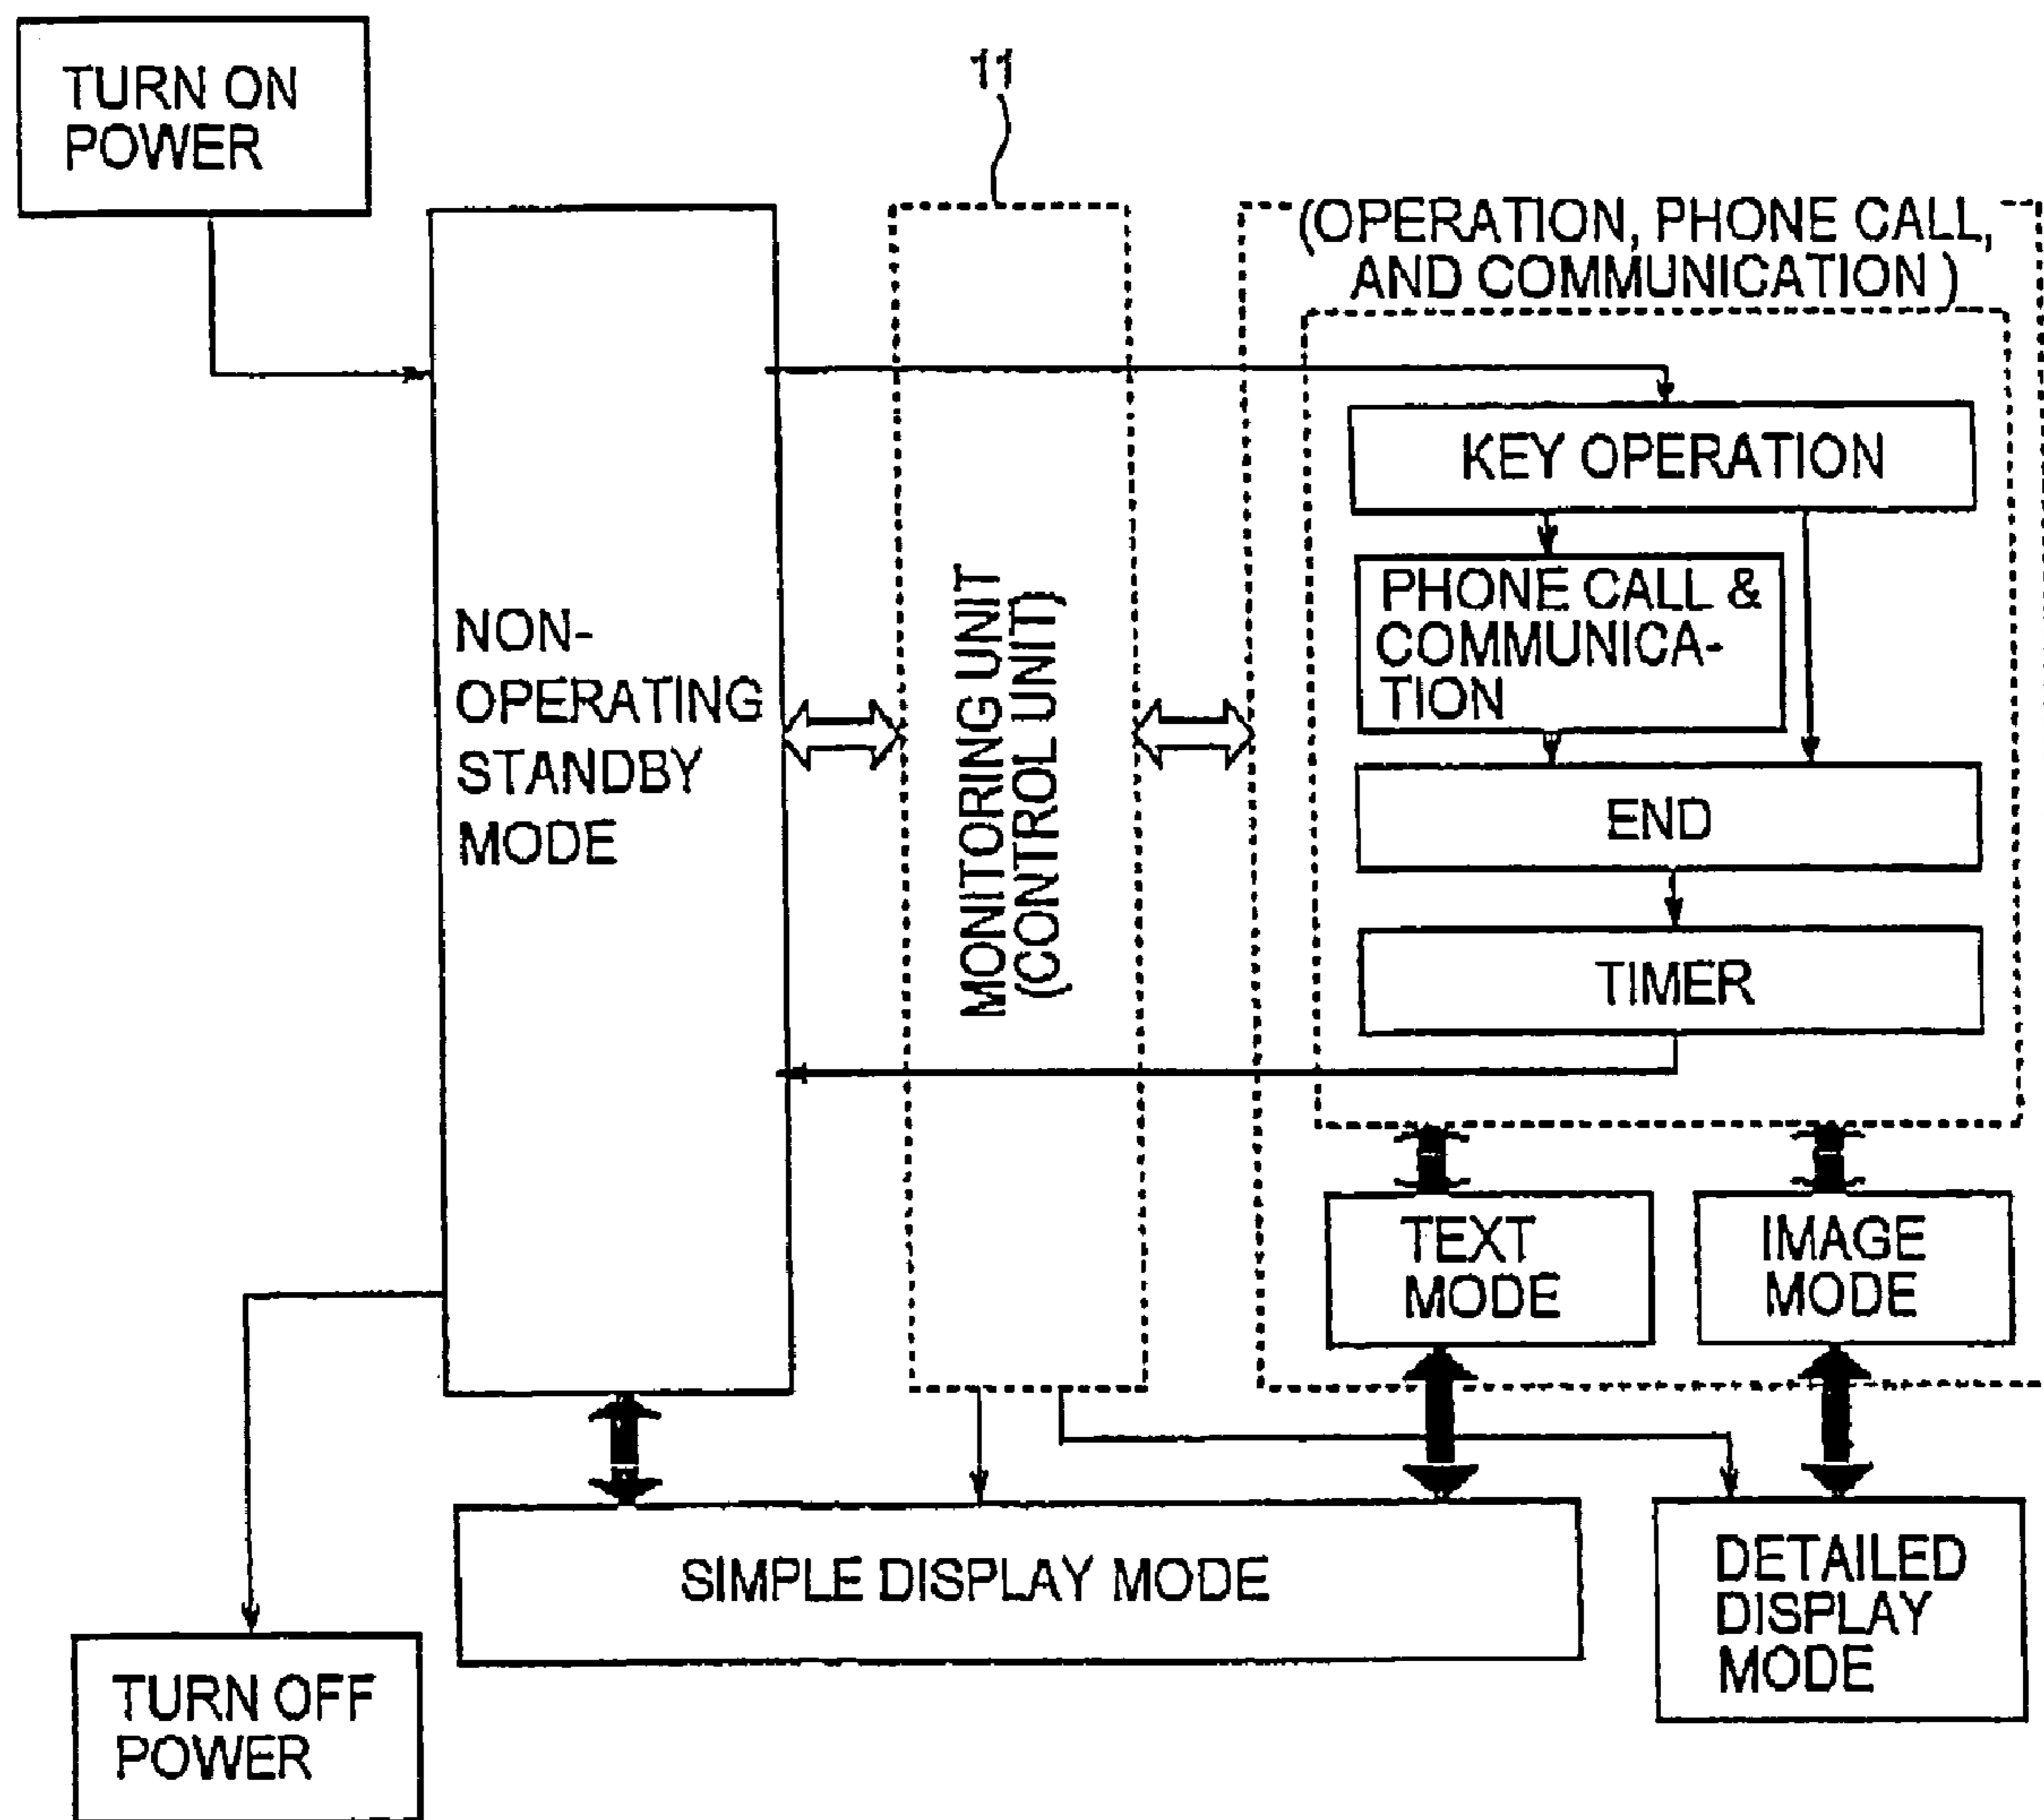 TURN ON
POWER
11
(OPERATION, PHONE CALL,
AND COMMUNICATION )
KEY OPERATION
PHONE CALL &
COMMUNICA-
TION
END
TIMER
NON-
OPERATING
STANDBY
MODE
MONITORING UNIT
(CONTROL UNIT)
TEXT
MODE
IMAGE
MODE
SIMPLE DISPLAY MODE
DETAILED
DISPLAY
MODE
TURN OFF
POWER